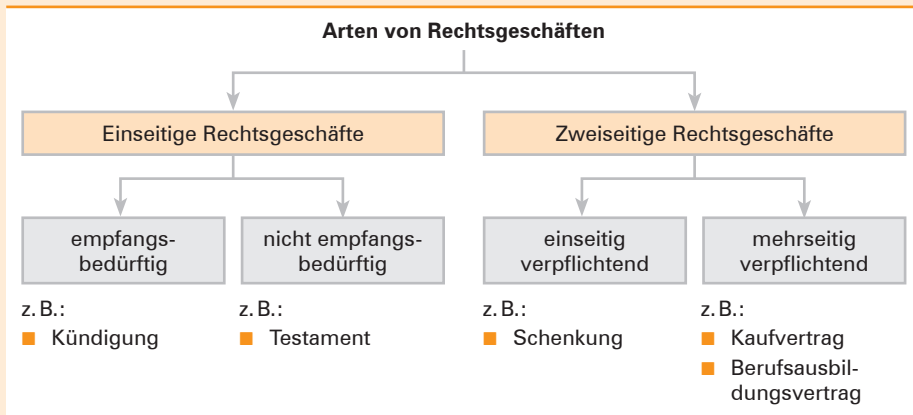 Arten von Rechtsgeschäften
Einseitige Rechtsgeschäfte
Zweiseitige Rechtsgeschäfte
empfangs-
bedürftig
nicht empfangs-
bedürftig
einseitig
verpflichtend
mehrseitig
verpflichtend
z. B.:
■ Kündigung
z. B.:
■ Testament
z. B.:
■ Schenkung
z. B.:
■ Kaufvertrag
■ Berufsausbil-
dungsvertrag